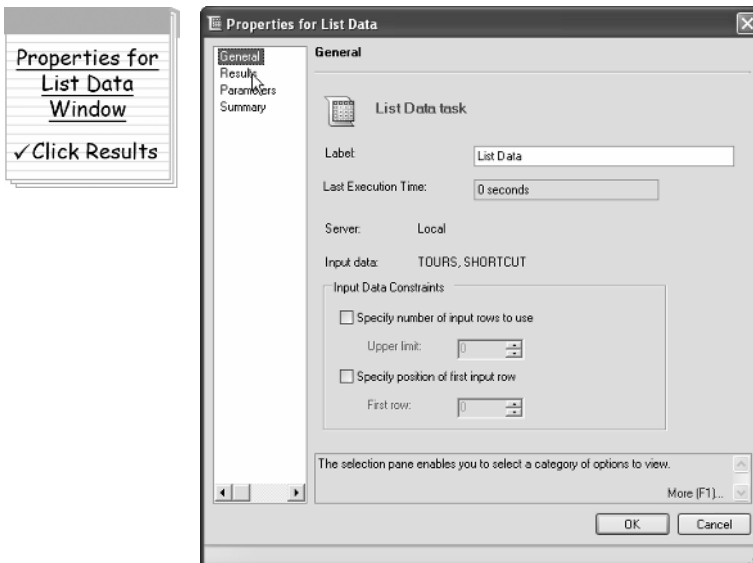 Properties for
List Data
Window
✓Click Results
Properties for List Data
General
Results
Parameters
Summary
General
List Data task
Label:
List Data
Last Execution Time:
0 seconds
Server:
Local
Input data:
TOURS, SHORTCUT
Input Data Constraints
Specify number of input rows to use
Upper limit:
0
Specify position of first input row
First row:
0
The selection pane enables you to select a category of options to view.
More (F1)...
OK
Cancel